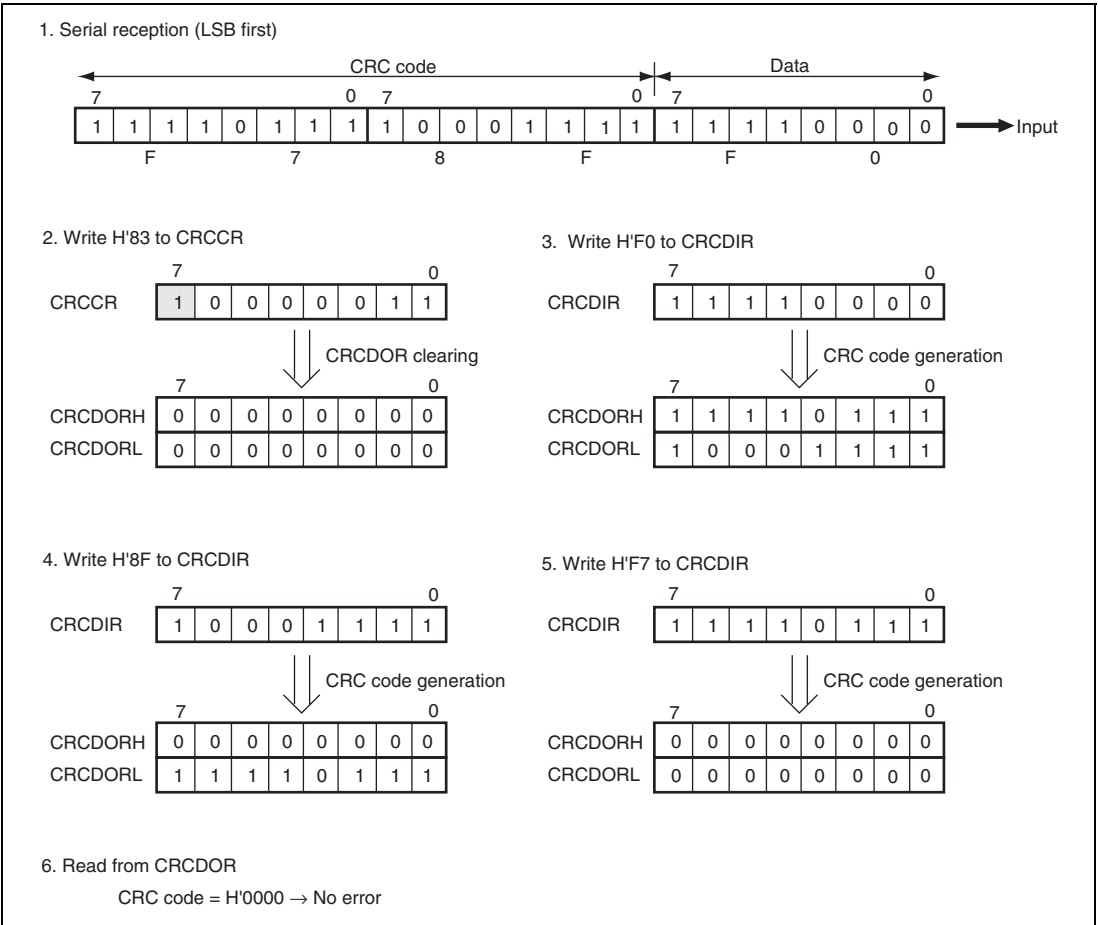 1. Serial reception (LSB first)
CRC code Data
7 0 7 0 7 0
1 1 1 1 0 1 1 1 1 0 0 0 1 1 1 1 1 1 1 1 0 0 0 0 Input
F 7 8 F F 0
2. Write H'83 to CRCCR
7 0
CRCCR 1 0 0 0 0 0 1 1
CRCDOR clearing
7 0
CRCDORH 0 0 0 0 0 0 0 0
CRCDORL 0 0 0 0 0 0 0 0
3. Write H'F0 to CRCDIR
7 0
CRCDIR 1 1 1 1 0 0 0 0
CRC code generation
7 0
CRCDORH 1 1 1 1 0 1 1 1
CRCDORL 1 0 0 0 1 1 1 1
4. Write H'8F to CRCDIR
7 0
CRCDIR 1 0 0 0 1 1 1 1
CRC code generation
7 0
CRCDORH 0 0 0 0 0 0 0 0
CRCDORL 1 1 1 1 0 1 1 1
5. Write H'F7 to CRCDIR
7 0
CRCDIR 1 1 1 1 0 1 1 1
CRC code generation
7 0
CRCDORH 0 0 0 0 0 0 0 0
CRCDORL 0 0 0 0 0 0 0 0
6. Read from CRCDOR
CRC code = H'0000 → No error